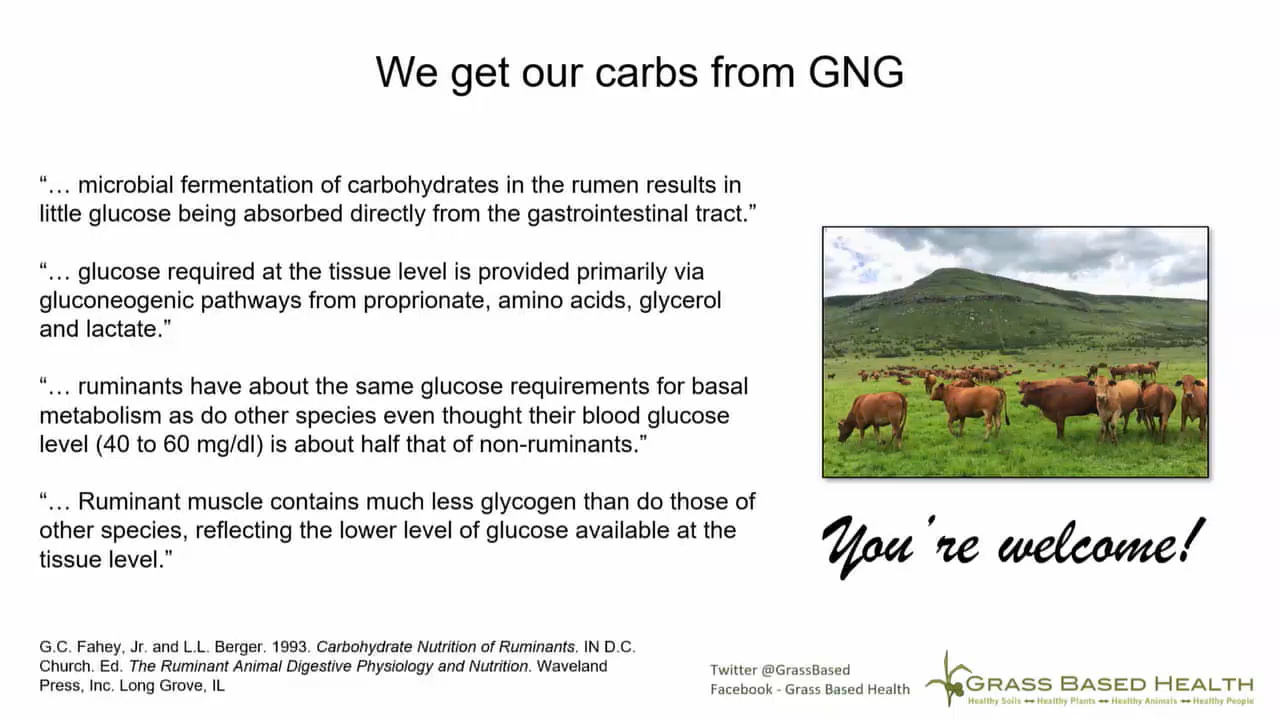 We get our carbs from GNG
“… microbial fermentation of carbohydrates in the rumen results in
little glucose being absorbed directly from the gastrointestinal tract.”
“… glucose required at the tissue level is provided primarily via
gluconeogenic pathways from proprionate, amino acids, glycerol
and lactate.”
“… ruminants have about the same glucose requirements for basal
metabolism as do other species even thought their blood glucose
level (40 to 60 mg/dl) is about half that of non-ruminants.”
“… Ruminant muscle contains much less glycogen than do those of
other species, reflecting the lower level of glucose available at the
tissue level.”
You're welcome!
G.C. Fahey, Jr. and L.L. Berger. 1993. Carbohydrate Nutrition of Ruminants. IN D.C.
Church. Ed. The Ruminant Animal Digestive Physiology and Nutrition. Waveland
Press, Inc. Long Grove, IL
Twitter @GrassBased
Facebook - Grass Based Health
GRASS BASED HEALTH
Healthy Soils ↔ Healthy Plants ↔ Healthy Animals ↔ Healthy People